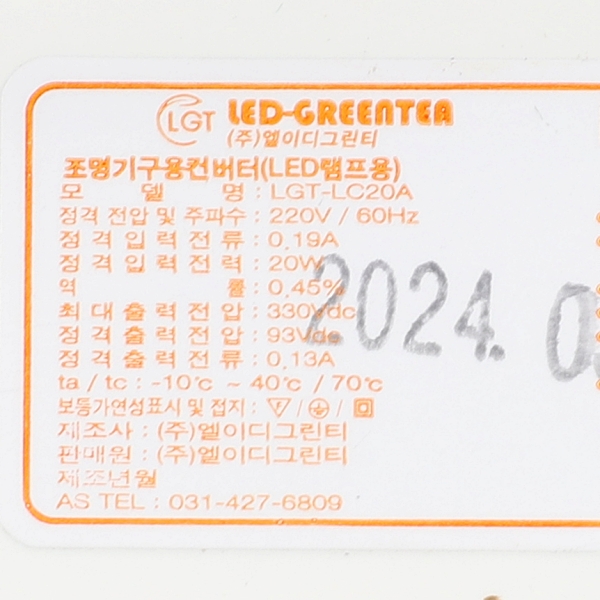 LGT LED-GREENTEA
(주)엘이디그린티
조명기구용컨버터(LED램프용)
모 델 명 : LGT-LC20A
정격 전압 및 주파수 : 220V / 60Hz
정 격 입 력 전 류 : 0.19A
정 격 입 력 전 력 : 20W
역 률 : 0.45%
최 대 출 력 전 압 : 330Vdc
정 격 출 력 전 압 : 93Vdc
정 격 출 력 전 류 : 0.13A
ta / tc : -10℃ ~ 40℃ / 70℃
보통가연성표시 및 접지 :
제조사 : (주)엘이디그린티
판매원 : (주)엘이디그린티
제조년월
AS TEL : 031-427-6809
2024. 0